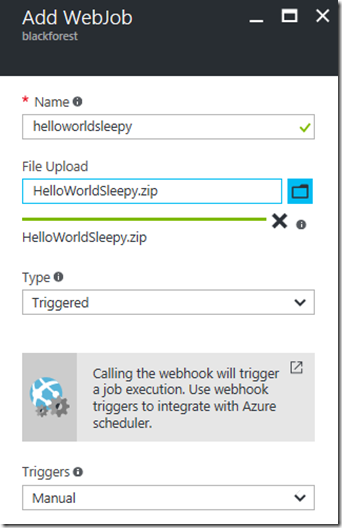 Add WebJob
blackforest
* Name
helloworldsleepy
File Upload
HelloWorldSleepy.zip
HelloWorldSleepy.zip
Type
Triggered
Calling the webhook will trigger
a job execution. Use webhook
triggers to integrate with Azure
scheduler.
Triggers
Manual